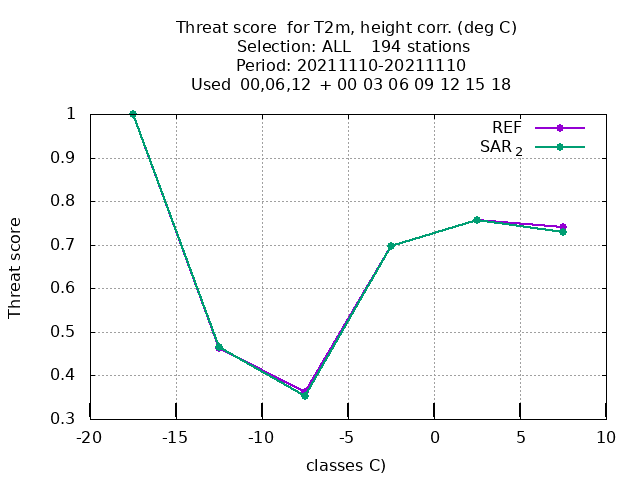 Threat score  for T2m, height corr. (deg C)
Selection: ALL    194 stations
Period: 20211110-20211110
Used  00,06,12  + 00 03 06 09 12 15 18
REF
SAR 2
1
0.9
0.8
0.7
0.6
0.5
0.4
0.3
Threat score
-20 -15 -10 -5 0 5 10
classes C)